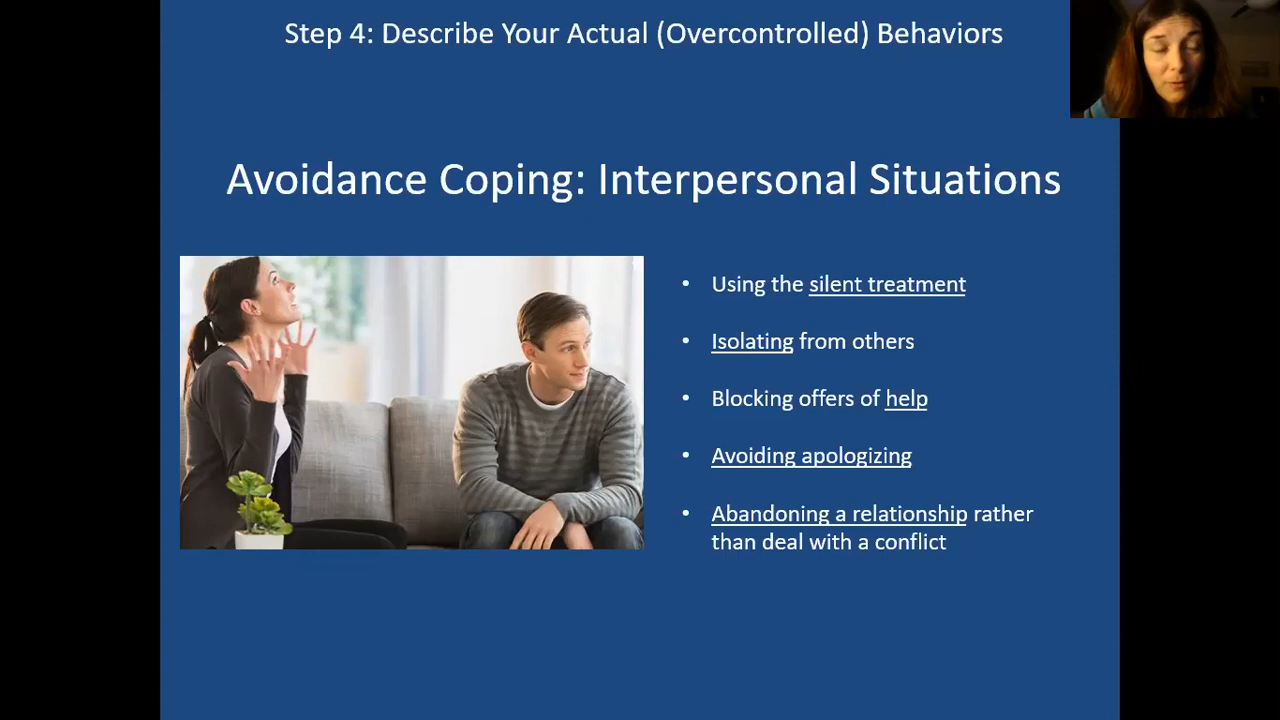 Step 4: Describe Your Actual (Overcontrolled) Behaviors
Avoidance Coping: Interpersonal Situations
• Using the silent treatment
• Isolating from others
• Blocking offers of help
• Avoiding apologizing
• Abandoning a relationship rather
than deal with a conflict